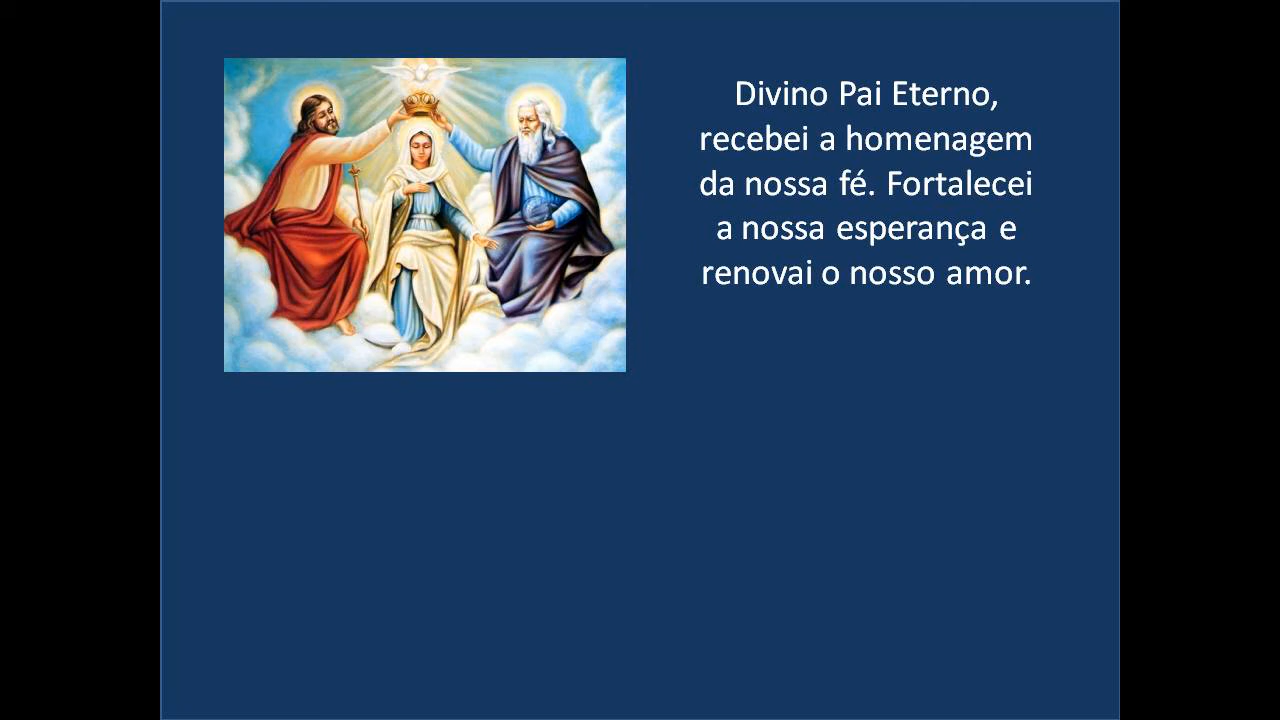 Divino Pai Eterno,
recebei a homenagem
da nossa fé. Fortalecei
a nossa esperança e
renovai o nosso amor.